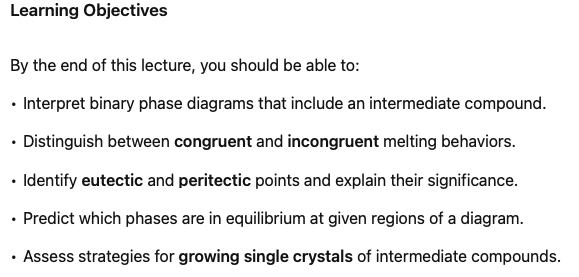 Learning Objectives
By the end of this lecture, you should be able to:
• Interpret binary phase diagrams that include an intermediate compound.
• Distinguish between congruent and incongruent melting behaviors.
• Identify eutectic and peritectic points and explain their significance.
• Predict which phases are in equilibrium at given regions of a diagram.
• Assess strategies for growing single crystals of intermediate compounds.